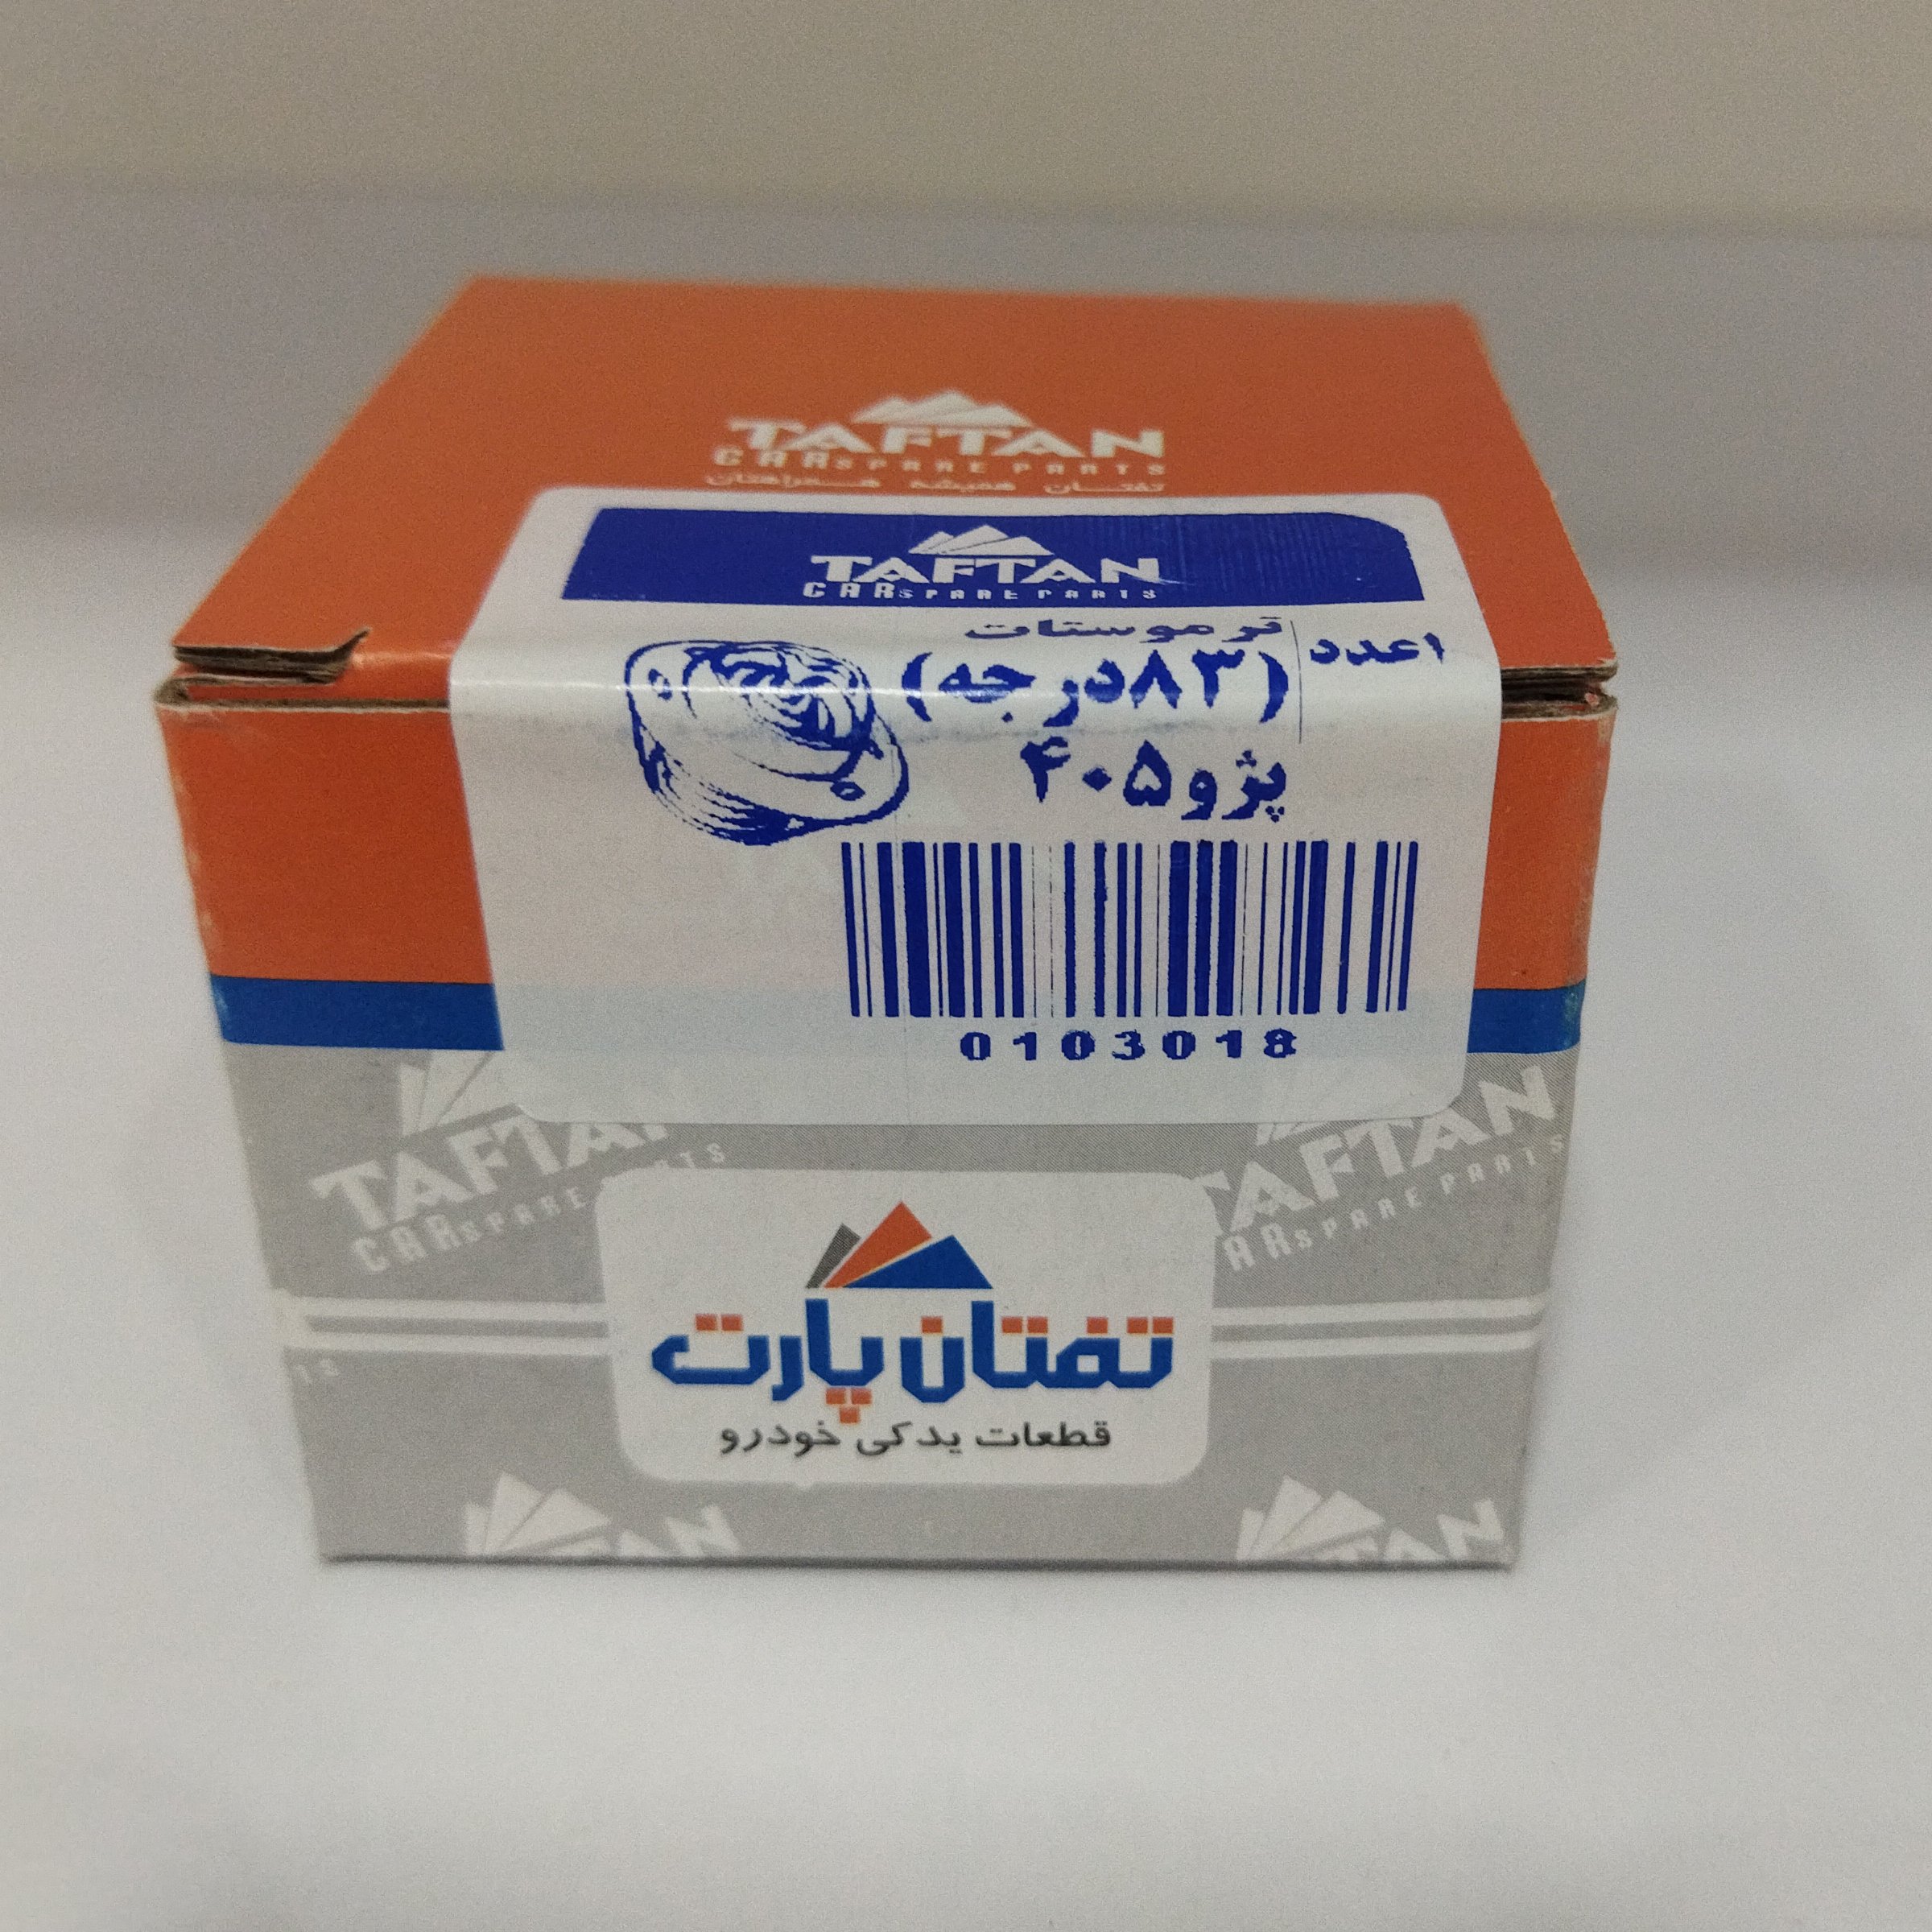 TAFTAN
CAR SPARE PARTS
تفتان همیشه همراهتان
TAFTAN
CAR SPARE PARTS
ترموستات
۱عدد
(۸۳درجه)
پژو۴۰۵
0103018
TAFTAN
CAR SPARE PARTS
TAFTAN
CAR SPARE PARTS
تفتان پارت
قطعات یدکی خودرو